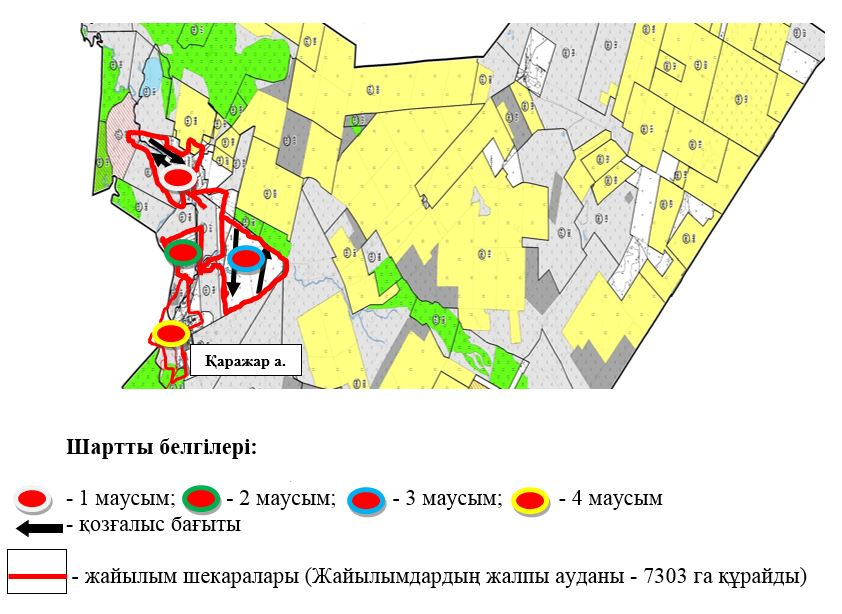 Қаражар а.
Шартты белгілері:
- 1 маусым; - 2 маусым; - 3 маусым; - 4 маусым
- қозғалыс бағыты
- жайылым шекаралары (Жайылымдардың жалпы ауданы - 7303 га құрайды)